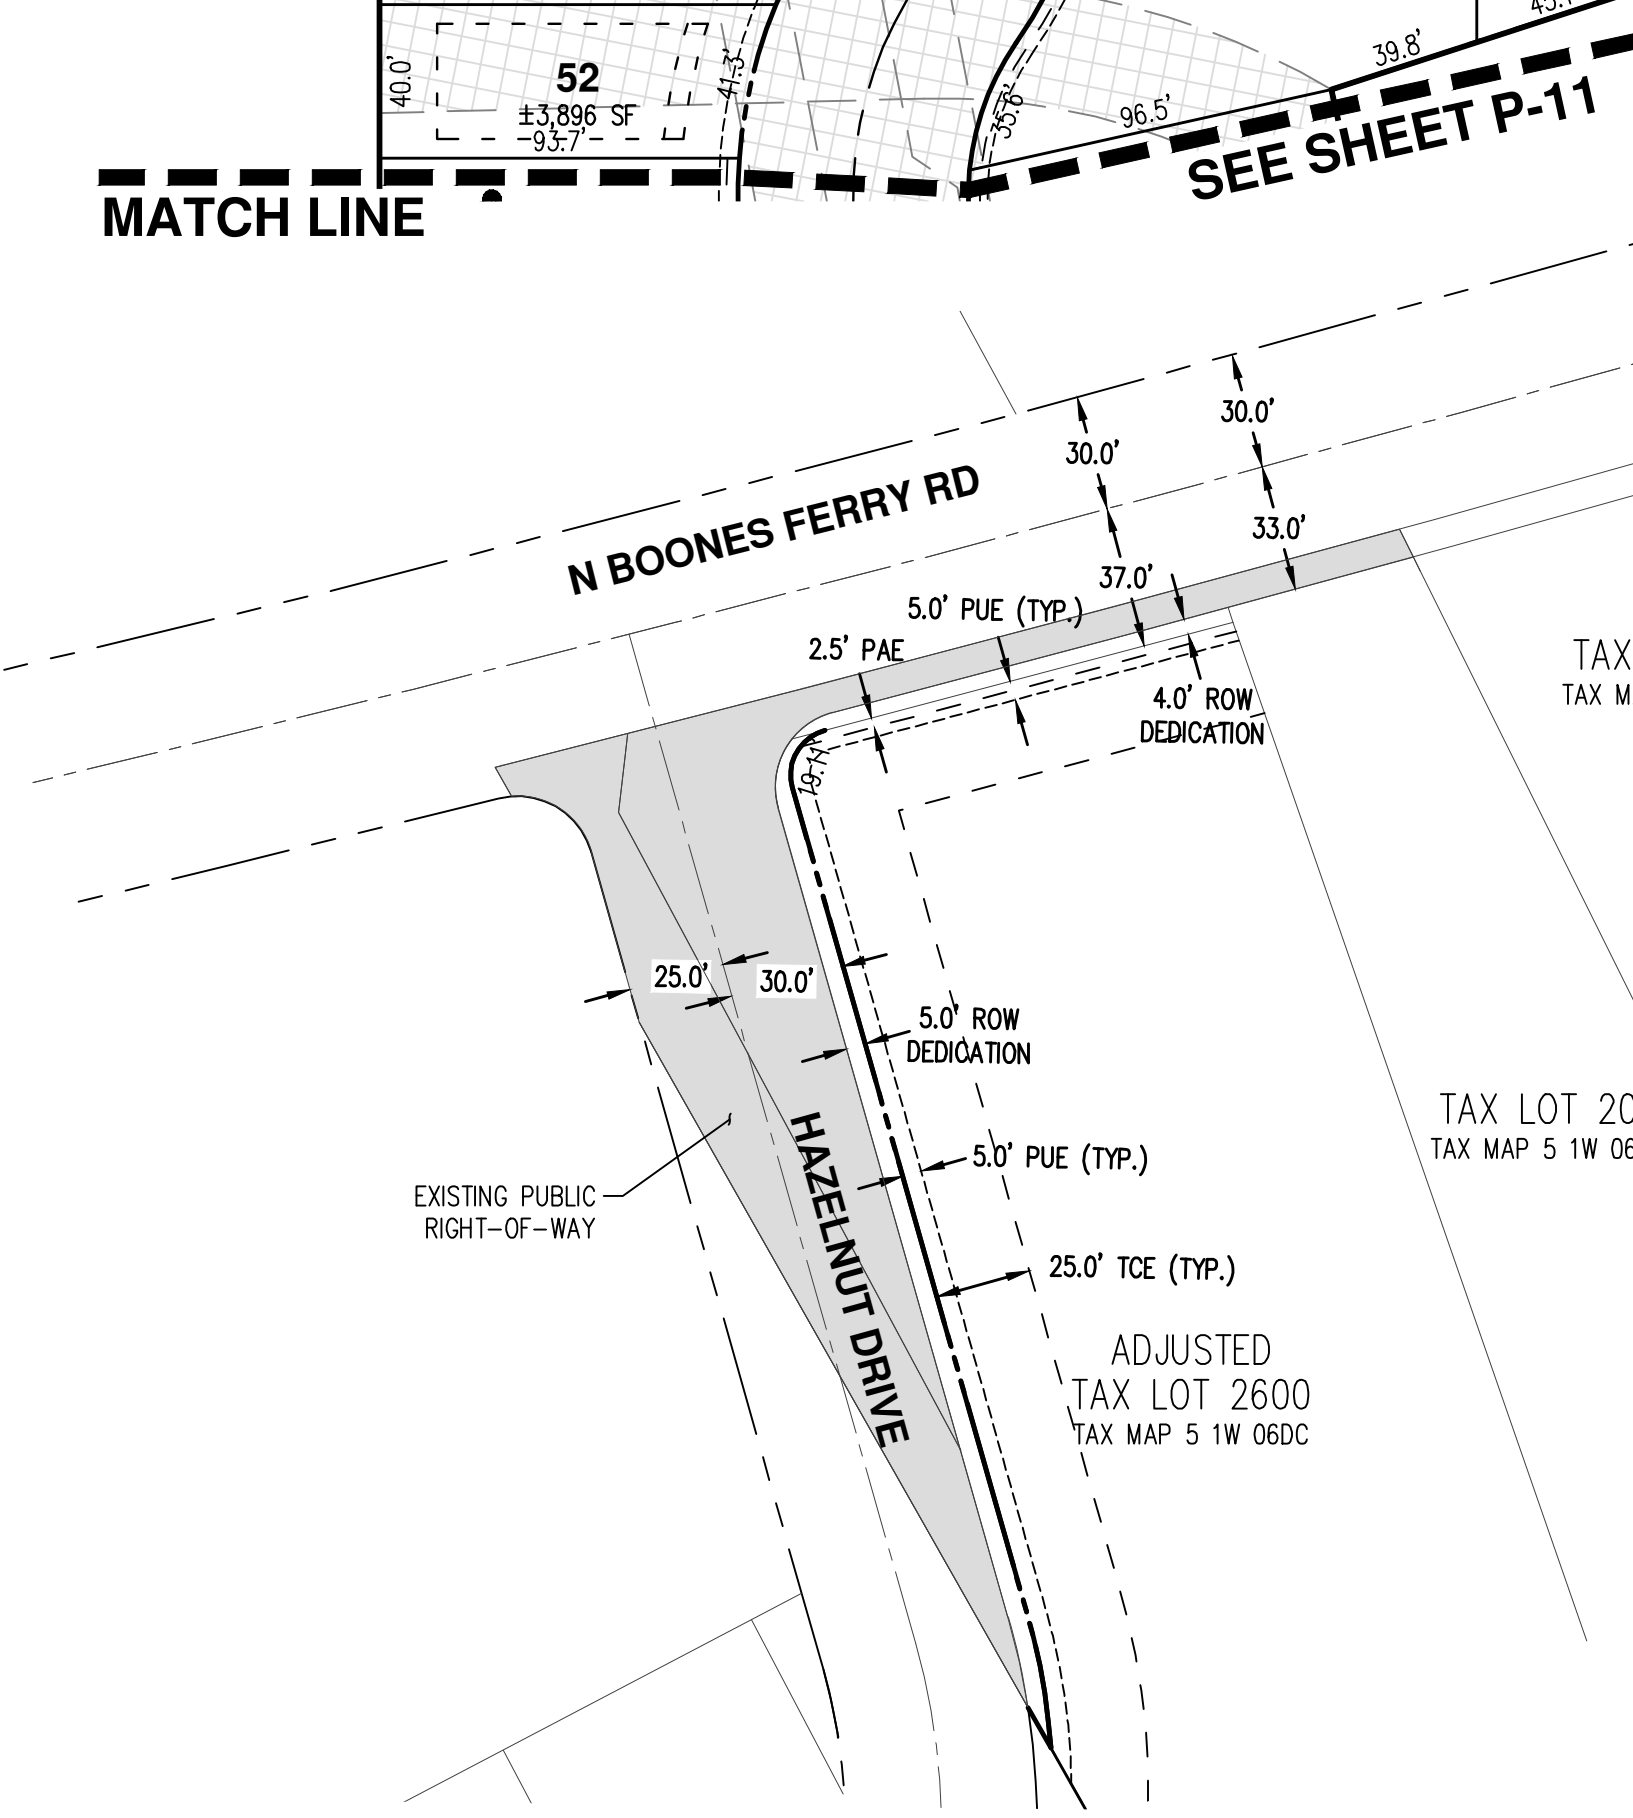 39.8'
40.0'
52
±3,896 SF
93.7'
41.3'
35.6'
96.5'
SEE SHEET P-11
MATCH LINE
30.0'
30.0'
N BOONES FERRY RD
33.0'
37.0'
5.0' PUE (TYP.)
2.5' PAE
4.0' ROW
DEDICATION
TAX
TAX M
19.1'
25.0'
30.0'
5.0' ROW
DEDICATION
TAX LOT 20
TAX MAP 5 1W 06
5.0' PUE (TYP.)
EXISTING PUBLIC
RIGHT-OF-WAY
HAZELNUT DRIVE
25.0' TCE (TYP.)
ADJUSTED
TAX LOT 2600
TAX MAP 5 1W 06DC